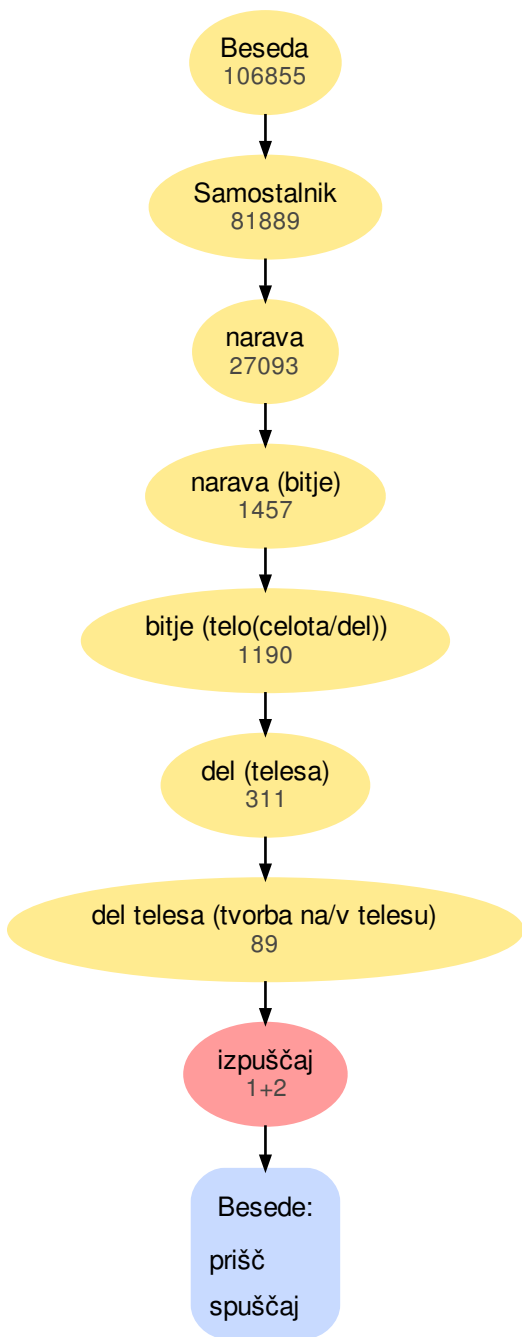 Beseda
106855
Samostalnik
81889
narava
27093
narava (bitje)
1457
bitje (telo(celota/del))
1190
del (telesa)
311
del telesa (tvorba na/v telesu)
89
izpuščaj
1+2
Besede:
prišč
spuščaj